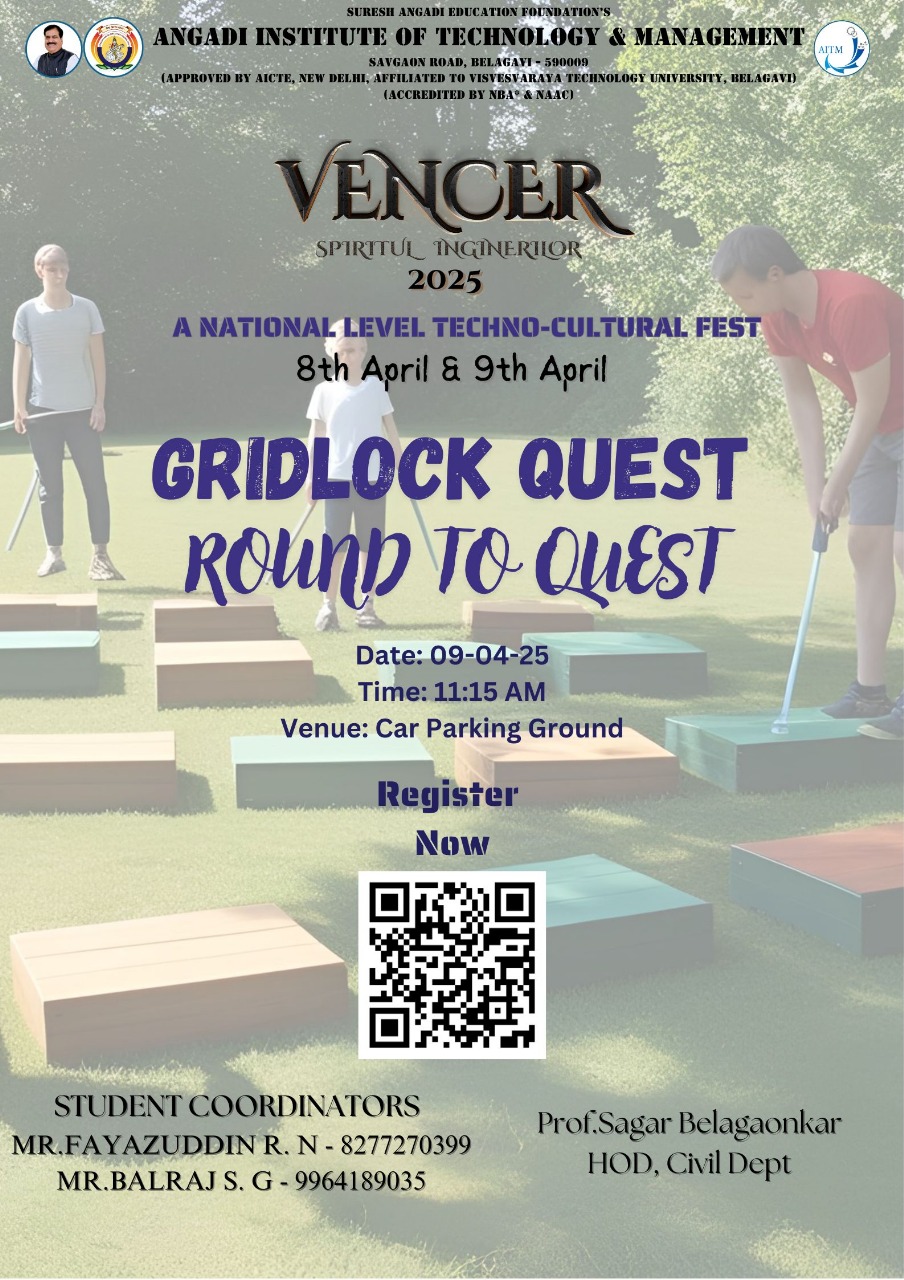 SURESH ANGADI EDUCATION FOUNDATION'S
ANGADI INSTITUTE OF TECHNOLOGY & MANAGEMENT
SAVGAON ROAD, BELAGAVI - 590009
(APPROVED BY AICTE, NEW DELHI, AFFILIATED TO VISVESVARAYA TECHNOLOGY UNIVERSITY, BELAGAVI)
(ACCREDITED BY NBA* & NAAC)
AITM
VENCER
SPIRITUL INGINERILOR
2025
A NATIONAL LEVEL TECHNO-CULTURAL FEST
8th April & 9th April
GRIDLOCK QUEST
ROUND TO QUEST
Date: 09-04-25
Time: 11:15 AM
Venue: Car Parking Ground
Register
Now
STUDENT COORDINATORS
MR.FAYAZUDDIN R. N - 8277270399
MR.BALRAJ S. G - 9964189035
Prof.Sagar Belagaonkar
HOD, Civil Dept